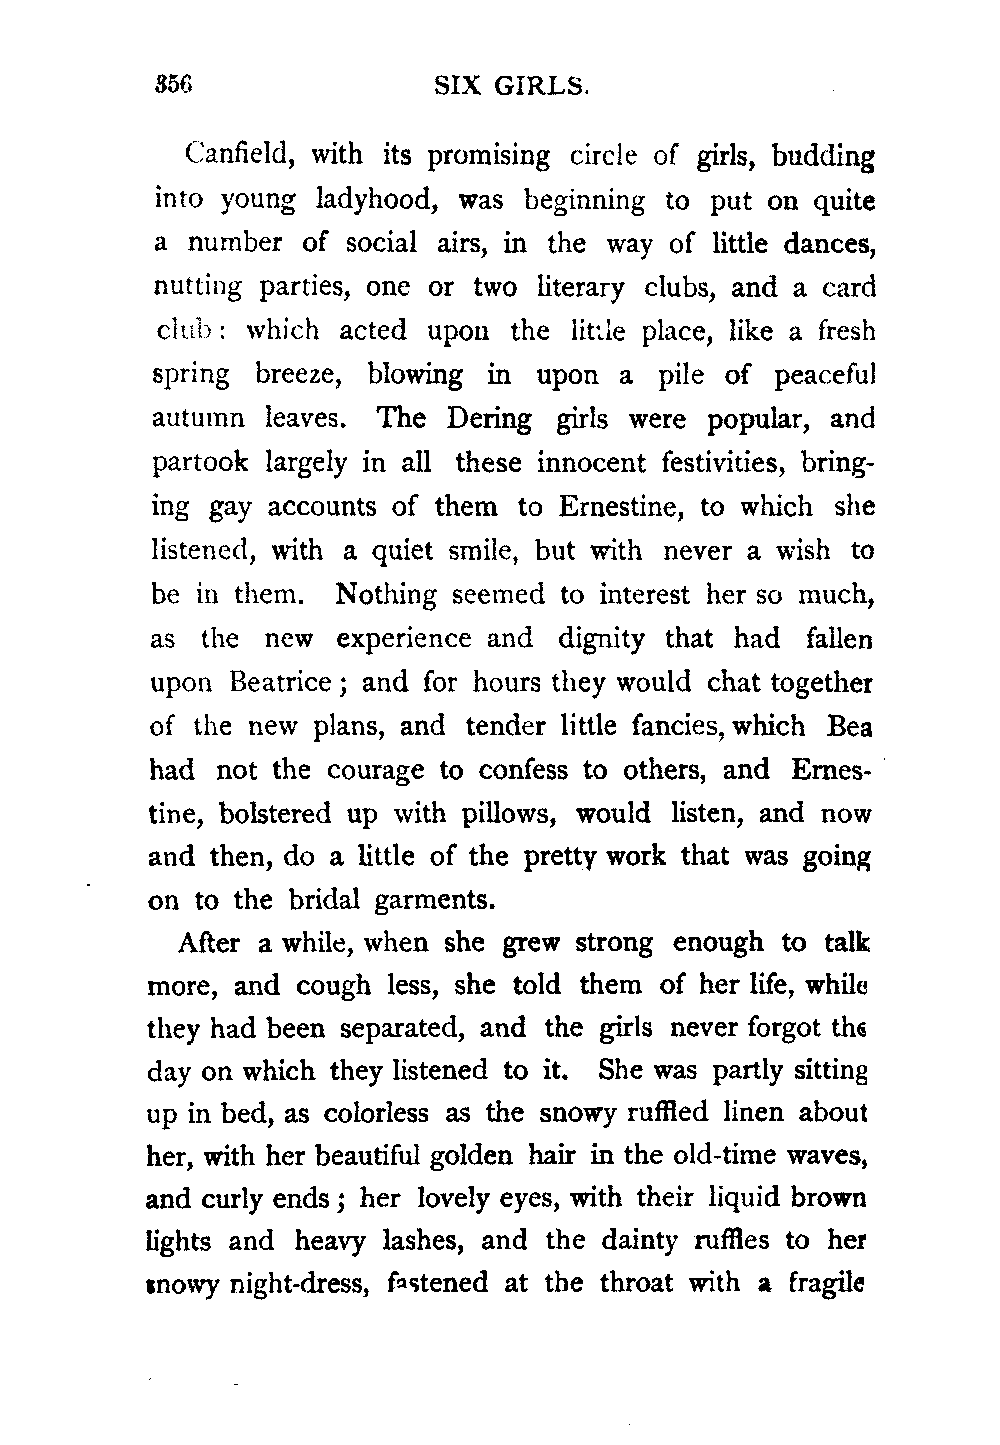 356 SIX GIRLS.
Canfield, with its promising circle of girls, budding
into young ladyhood, was beginning to put on quite
a number of social airs, in the way of little dances,
nutting parties, one or two literary clubs, and a card
club : which acted upon the little place, like a fresh
spring breeze, blowing in upon a pile of peaceful
autumn leaves. The Dering girls were popular, and
partook largely in all these innocent festivities, bring-
ing gay accounts of them to Ernestine, to which she
listened, with a quiet smile, but with never a wish to
be in them. Nothing seemed to interest her so much,
as the new experience and dignity that had fallen
upon Beatrice ; and for hours they would chat together
of the new plans, and tender little fancies, which Bea
had not the courage to confess to others, and Ernes-
tine, bolstered up with pillows, would listen, and now
and then, do a little of the pretty work that was going
on to the bridal garments.
After a while, when she grew strong enough to talk
more, and cough less, she told them of her life, while
they had been separated, and the girls never forgot the
day on which they listened to it. She was partly sitting
up in bed, as colorless as the snowy ruffled linen about
her, with her beautiful golden hair in the old-time waves,
and curly ends ; her lovely eyes, with their liquid brown
lights and heavy lashes, and the dainty ruffles to her
snowy night-dress, fastened at the throat with a fragile